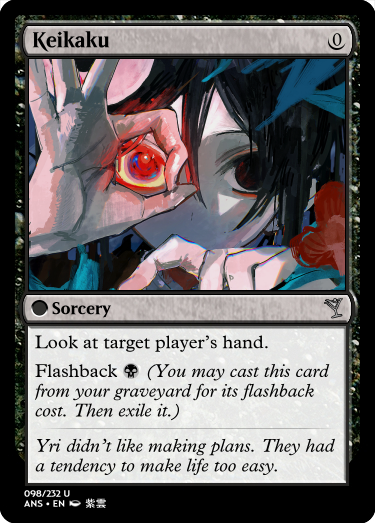 Keikaku 0
Sorcery
Look at target player's hand.
Flashback (You may cast this card
from your graveyard for its flashback
cost. Then exile it.)
Yri didn't like making plans. They had
a tendency to make life too easy.
098/232 U
ANS • EN 紫雲